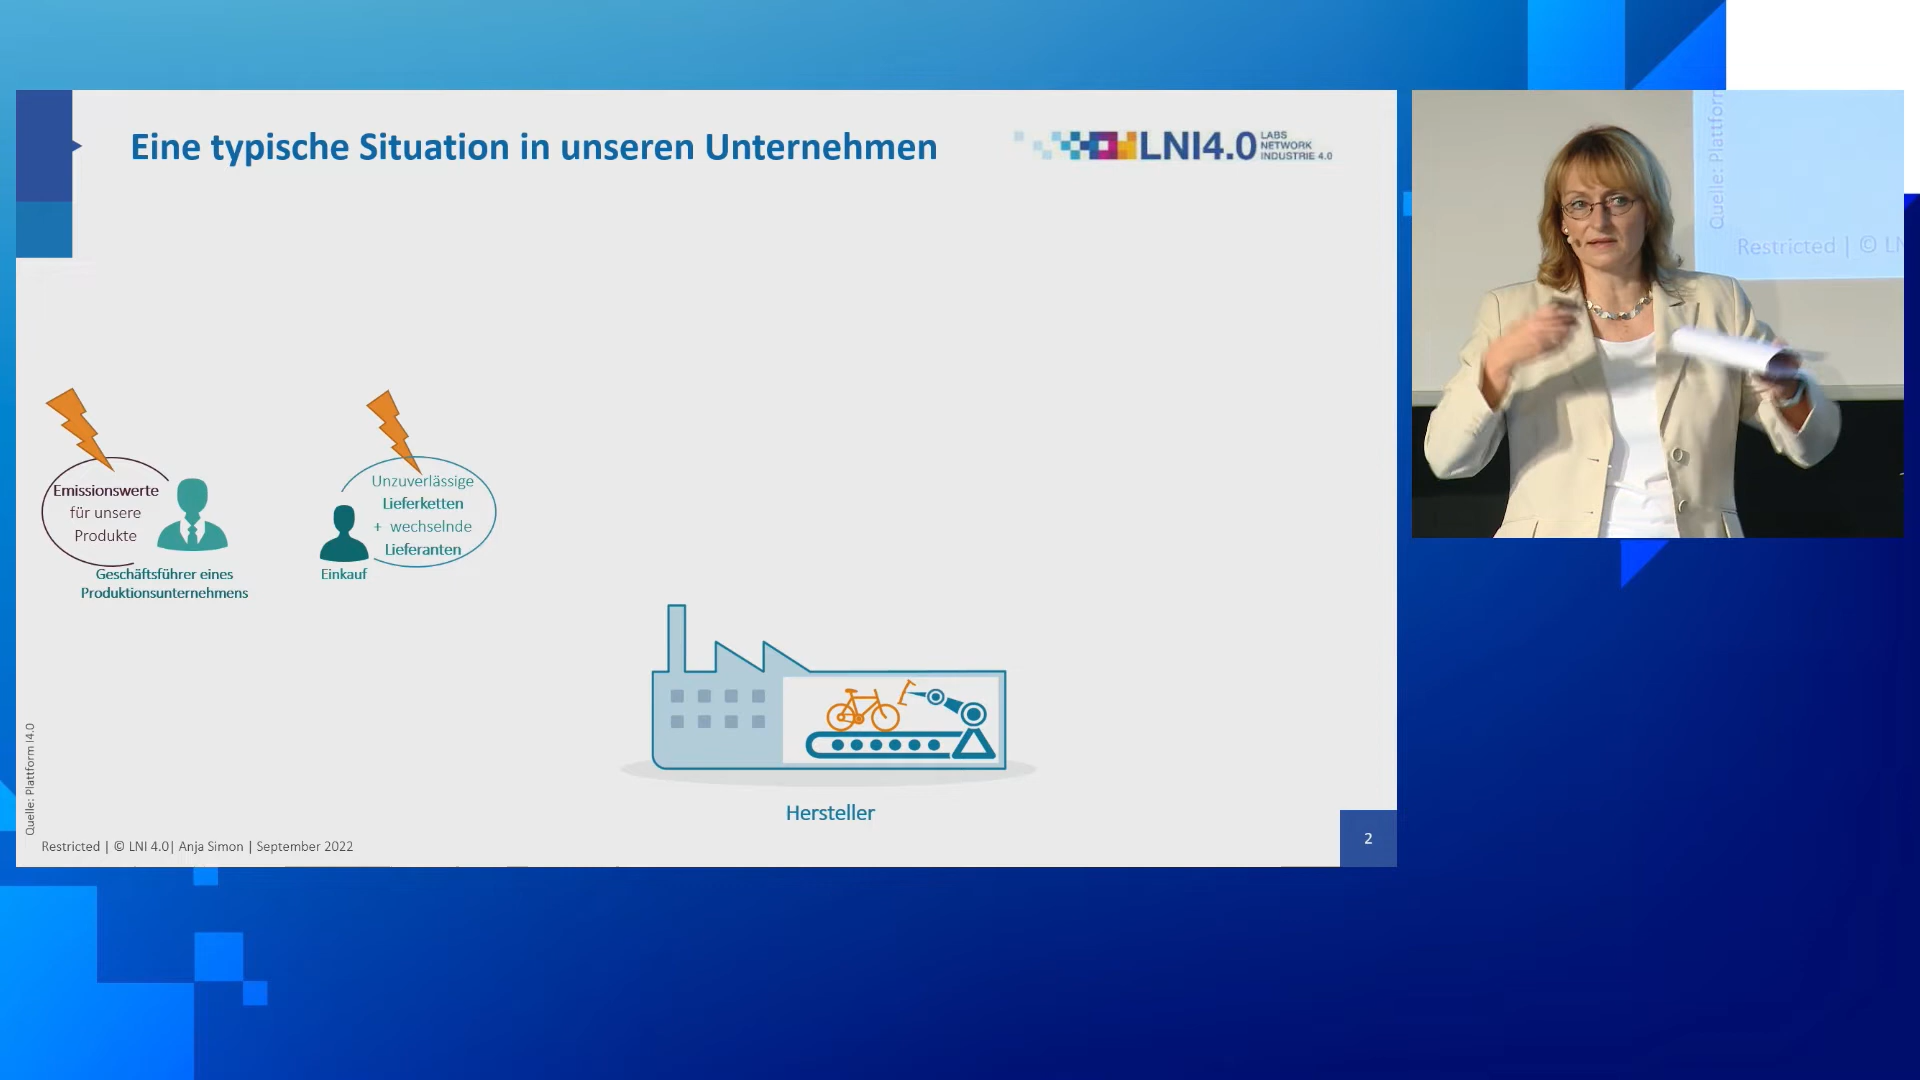 Eine typische Situation in unseren Unternehmen
LNI4.0
LABS
NETWORK
INDUSTRIE 4.0
Emissionswerte
für unsere
Produkte
Geschäftsführer eines
Produktionsunternehmens
Unzuverlässige
Lieferketten
+ wechselnde
Lieferanten
Einkauf
Hersteller
Quelle: Plattform I4.0
Restricted | © LNI 4.0| Anja Simon | September 2022
2
Quelle: Plattfor
Restricted | © LN